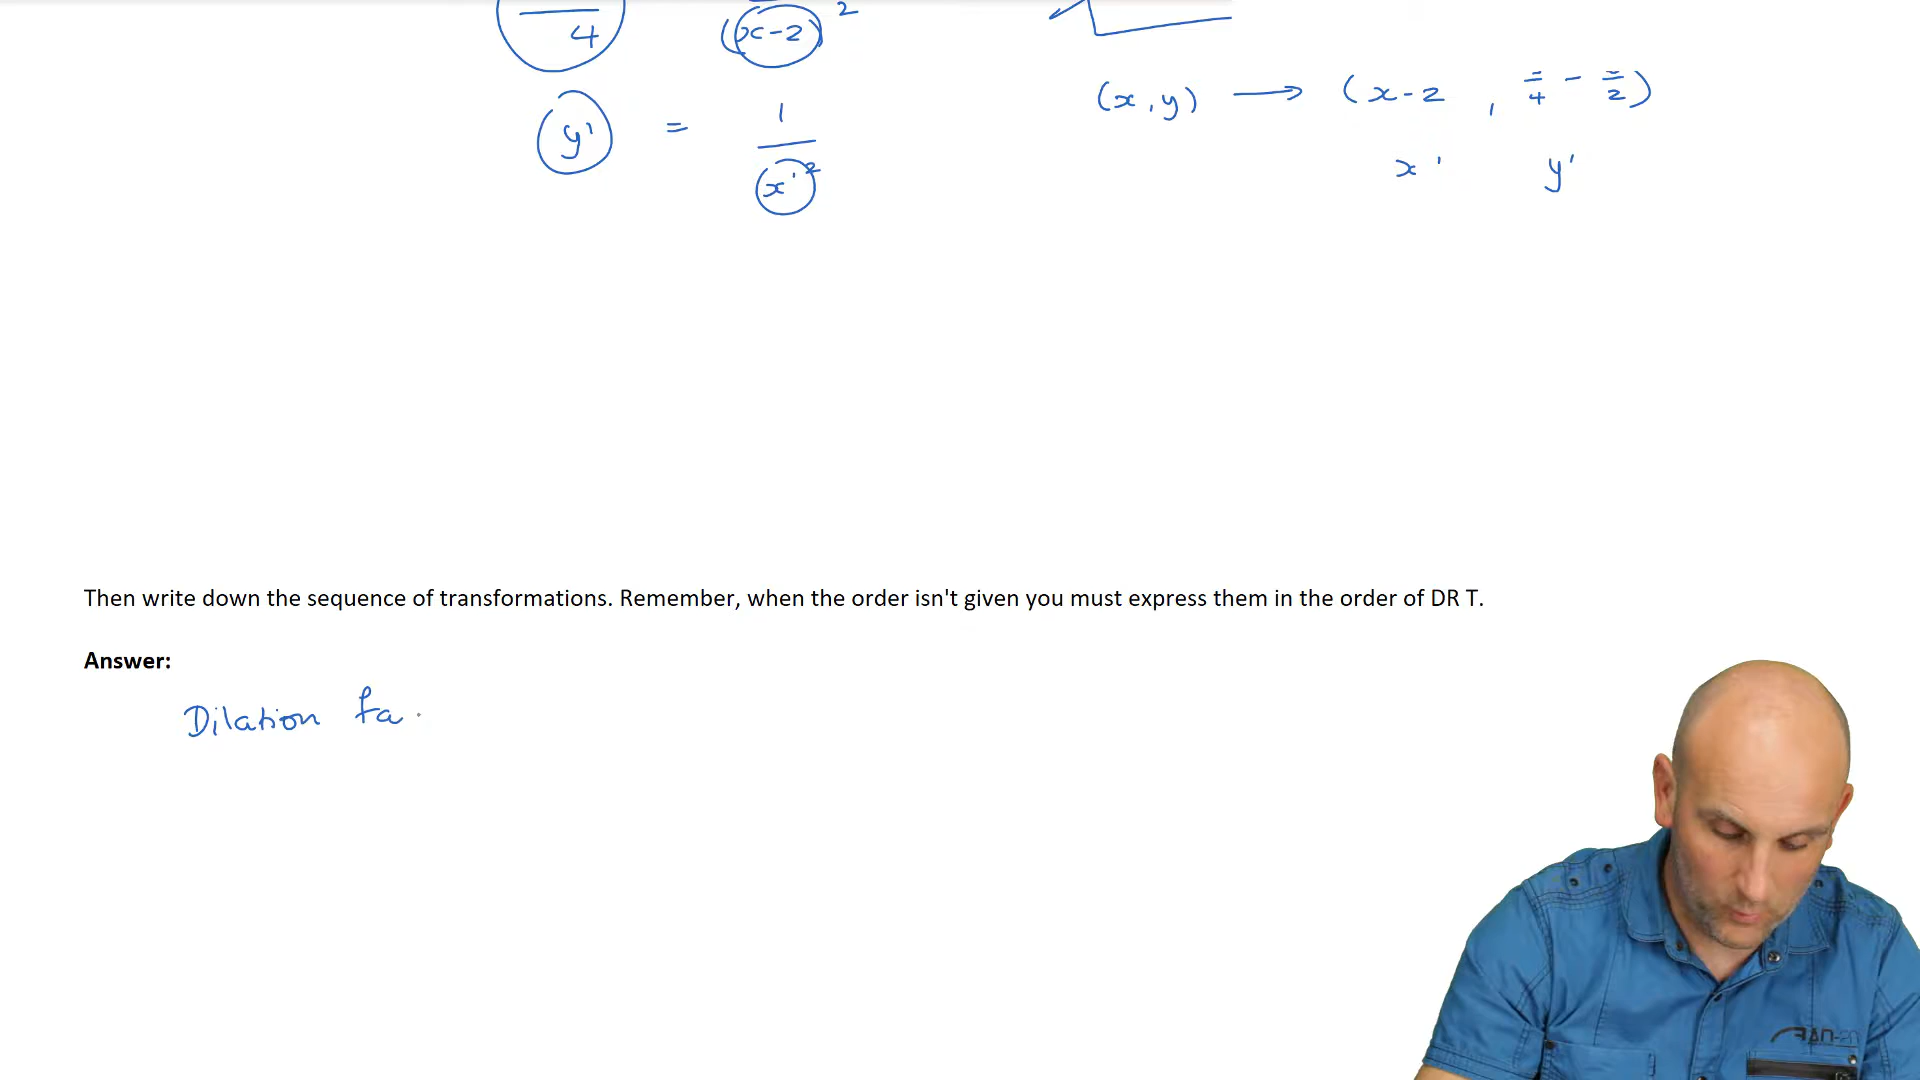 4 (x-2)²
(x,y) → (x-2 , 4 - 2)
y' = 1
x'²
x' y'
Then write down the sequence of transformations. Remember, when the order isn't given you must express them in the order of DR T.
Answer:
Dilation fa